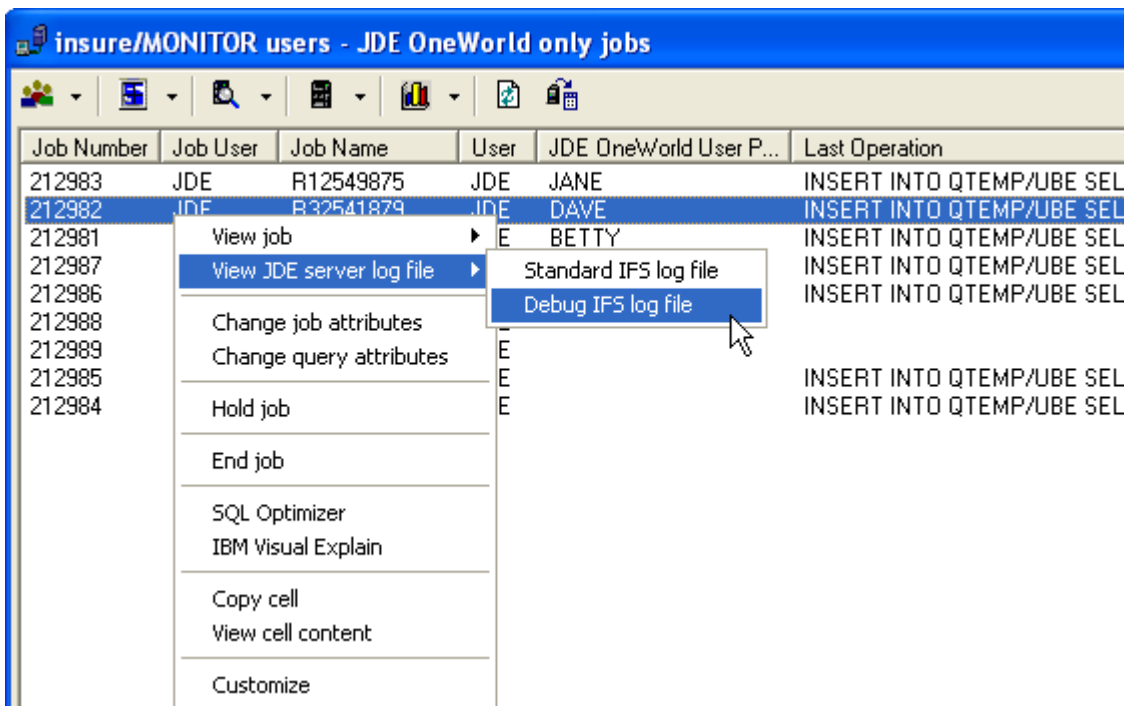 insure/MONITOR users - JDE OneWorld only jobs
Job Number Job User Job Name User JDE OneWorld User P... Last Operation
212983 JDE R12549875 JDE JANE INSERT INTO QTEMP/UBE SEL
212982 JDE R32541879 JDE DAVE INSERT INTO QTEMP/UBE SEL
212981 View job E BETTY INSERT INTO QTEMP/UBE SEL
212987 View JDE server log file Standard IFS log file INSERT INTO QTEMP/UBE SEL
212986 Debug IFS log file INSERT INTO QTEMP/UBE SEL
212988 Change job attributes E
212989 Change query attributes E
212985 E INSERT INTO QTEMP/UBE SEL
212984 Hold job E INSERT INTO QTEMP/UBE SEL
End job
SQL Optimizer
IBM Visual Explain
Copy cell
View cell content
Customize